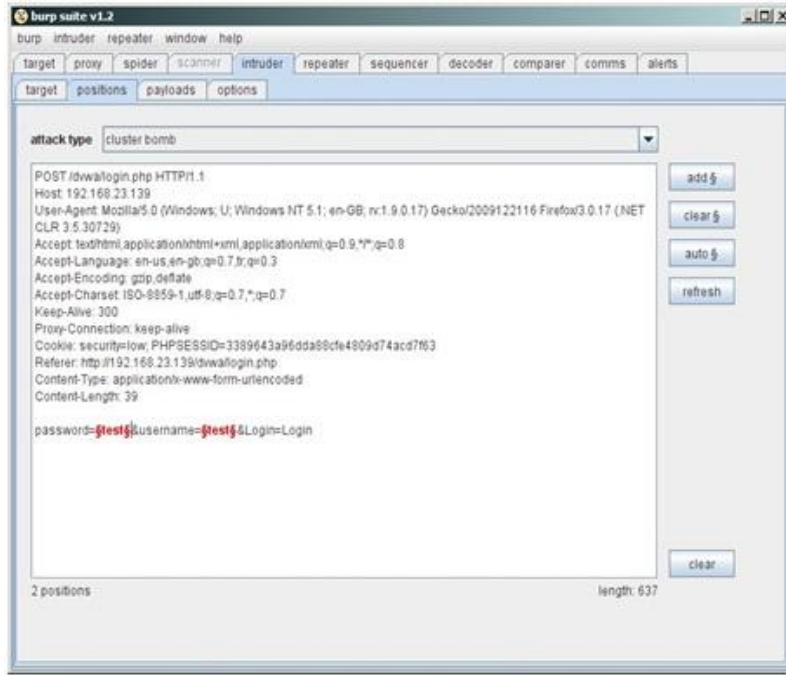 burp suite v1.2
burp intruder repeater window help
target proxy spider scanner intruder repeater sequencer decoder comparer comms alerts
target positions payloads options
attack type cluster bomb
POST /dvwa/login.php HTTP/1.1
Host: 192.168.23.139
User-Agent: Mozilla/5.0 (Windows; U; Windows NT 5.1; en-GB; rv:1.9.0.17) Gecko/2009122116 Firefox/3.0.17 (.NET
CLR 3.5.30729)
Accept: text/html,application/xhtml+xml,application/xml;q=0.9,*/*;q=0.8
Accept-Language: en-us,en-gb;q=0.7,tr;q=0.3
Accept-Encoding: gzip,deflate
Accept-Charset: ISO-8859-1,utf-8;q=0.7,*;q=0.7
Keep-Alive: 300
Proxy-Connection: keep-alive
Cookie: security=low; PHPSESSID=3389643a96dda88cfe4809d74acd7f63
Referer: http://192.168.23.139/dvwa/login.php
Content-Type: application/x-www-form-urlencoded
Content-Length: 39
password=§test§&username=§test§&Login=Login
add §
clear §
auto §
refresh
clear
2 positions length: 637